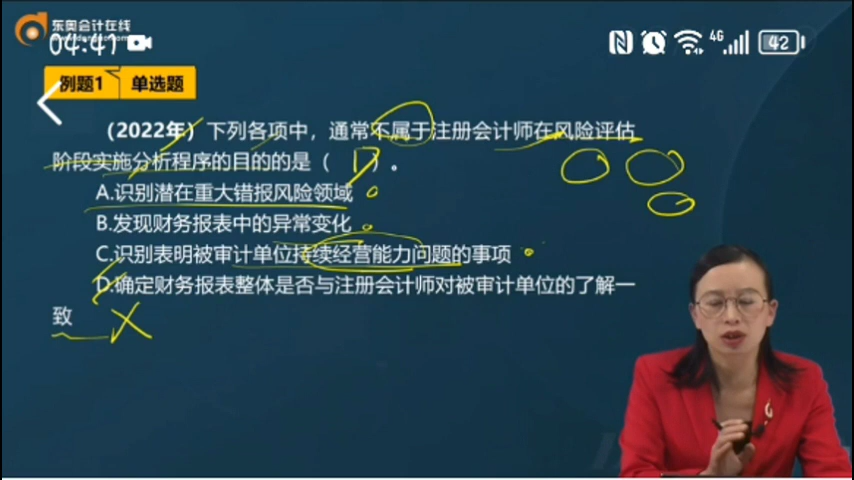 东奥会计在线
04:41
4G
42
例题1 单选题
(2022年)下列各项中，通常不属于注册会计师在风险评估
阶段实施分析程序的目的的是( D )。
A.识别潜在重大错报风险领域
B.发现财务报表中的异常变化
C.识别表明被审计单位持续经营能力问题的事项
D.确定财务报表整体是否与注册会计师对被审计单位的了解一
致